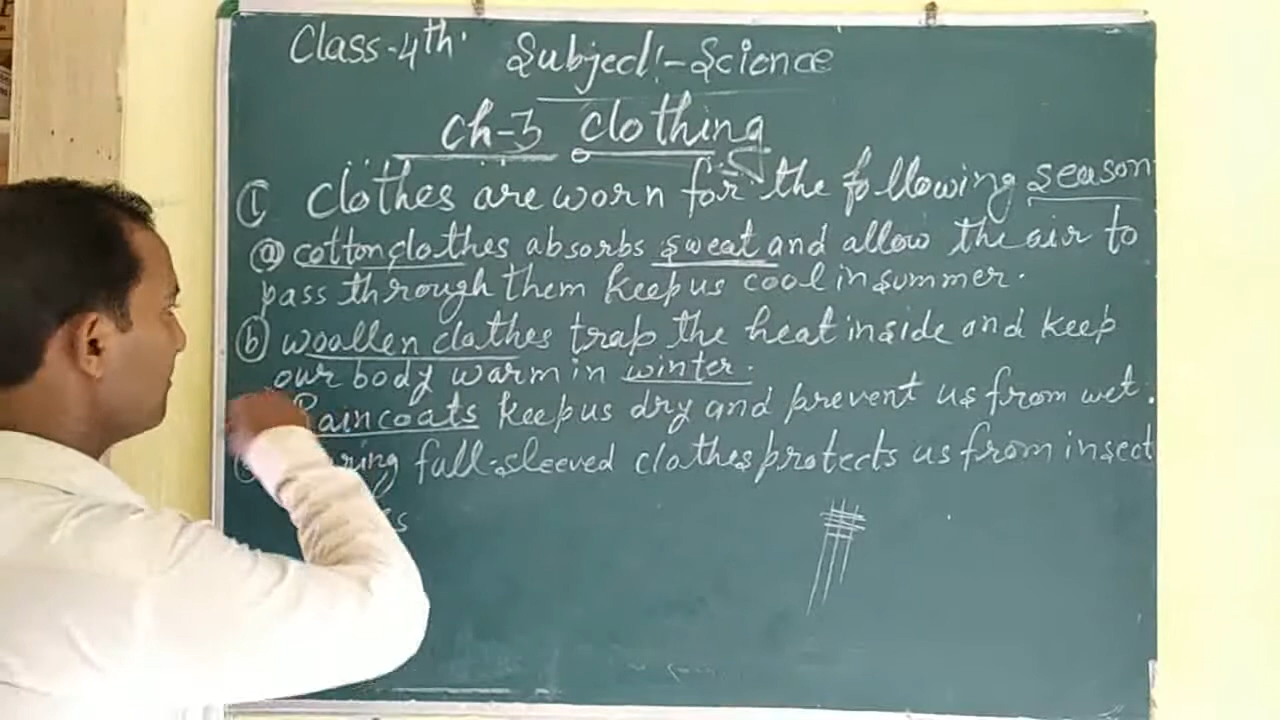 Class-4th.
Subject:-Science
Ch-3 clothing
① clothes are worn for the following season
ⓐ cotton clothes absorbs sweat and allow the air to
pass through them keep us cool in summer.
ⓑ woollen clothes trap the heat inside and keep
our body warm in winter.
Raincoats keep us dry and prevent us from wet.
full-sleeved clothes protects us from insect